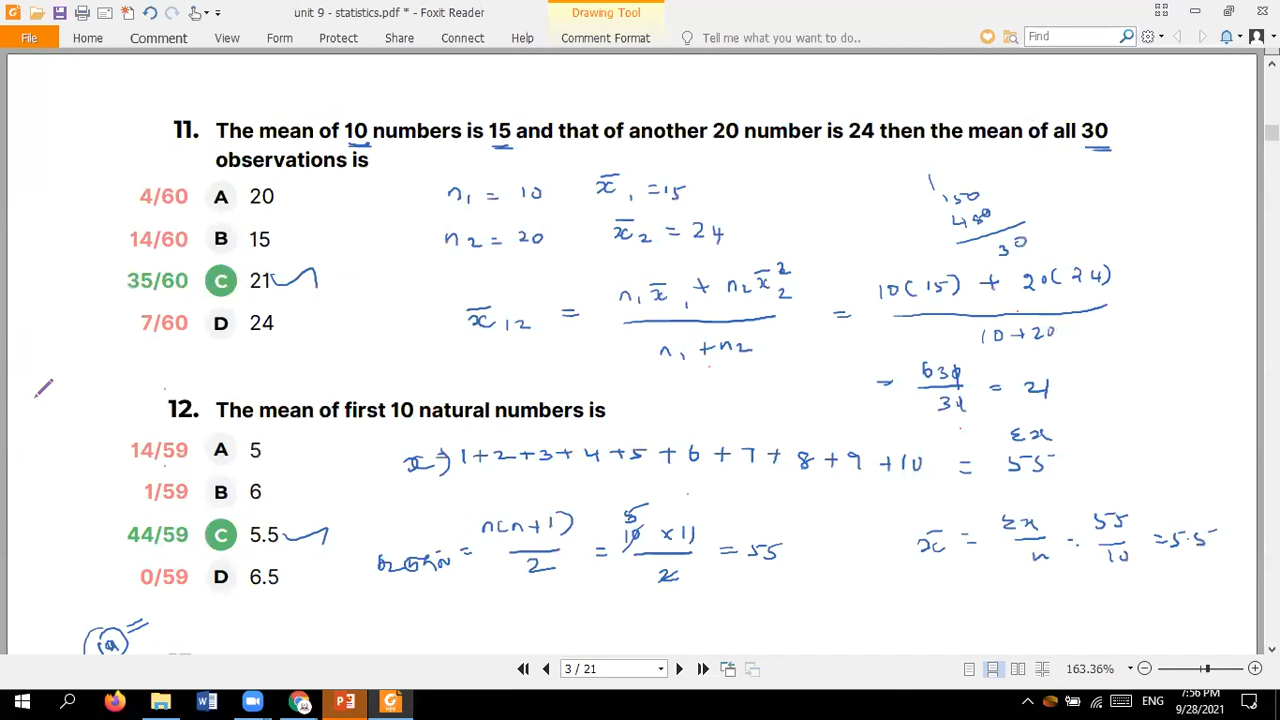 unit 9 - statistics.pdf * - Foxit Reader
Drawing Tool
File Home Comment View Form Protect Share Connect Help Comment Format Tell me what you want to do.. Find
11. The mean of 10 numbers is 15 and that of another 20 number is 24 then the mean of all 30
observations is
4/60 A 20
14/60 B 15
35/60 C 21
7/60 D 24
n₁ = 10 x̄₁ = 15
n₂ = 20 x̄₂ = 24
150
480
30
x̄₁₂ = n₁x̄₁ + n₂x̄₂² / n₁ + n₂ = 10(15) + 20(24) / 10+20
= 630/30 = 21
12. The mean of first 10 natural numbers is
14/59 A 5
1/59 B 6
44/59 C 5.5
0/59 D 6.5
Σx
x → 1+2+3+4+5+6+7+8+9+10 = 55
= n(n+1)/2 = 10 x 11 / 2 = 55
5
x̄ = Σx/n = 55/10 = 5.5
3 / 21
163.36%
ENG
7:56 PM
9/28/2021